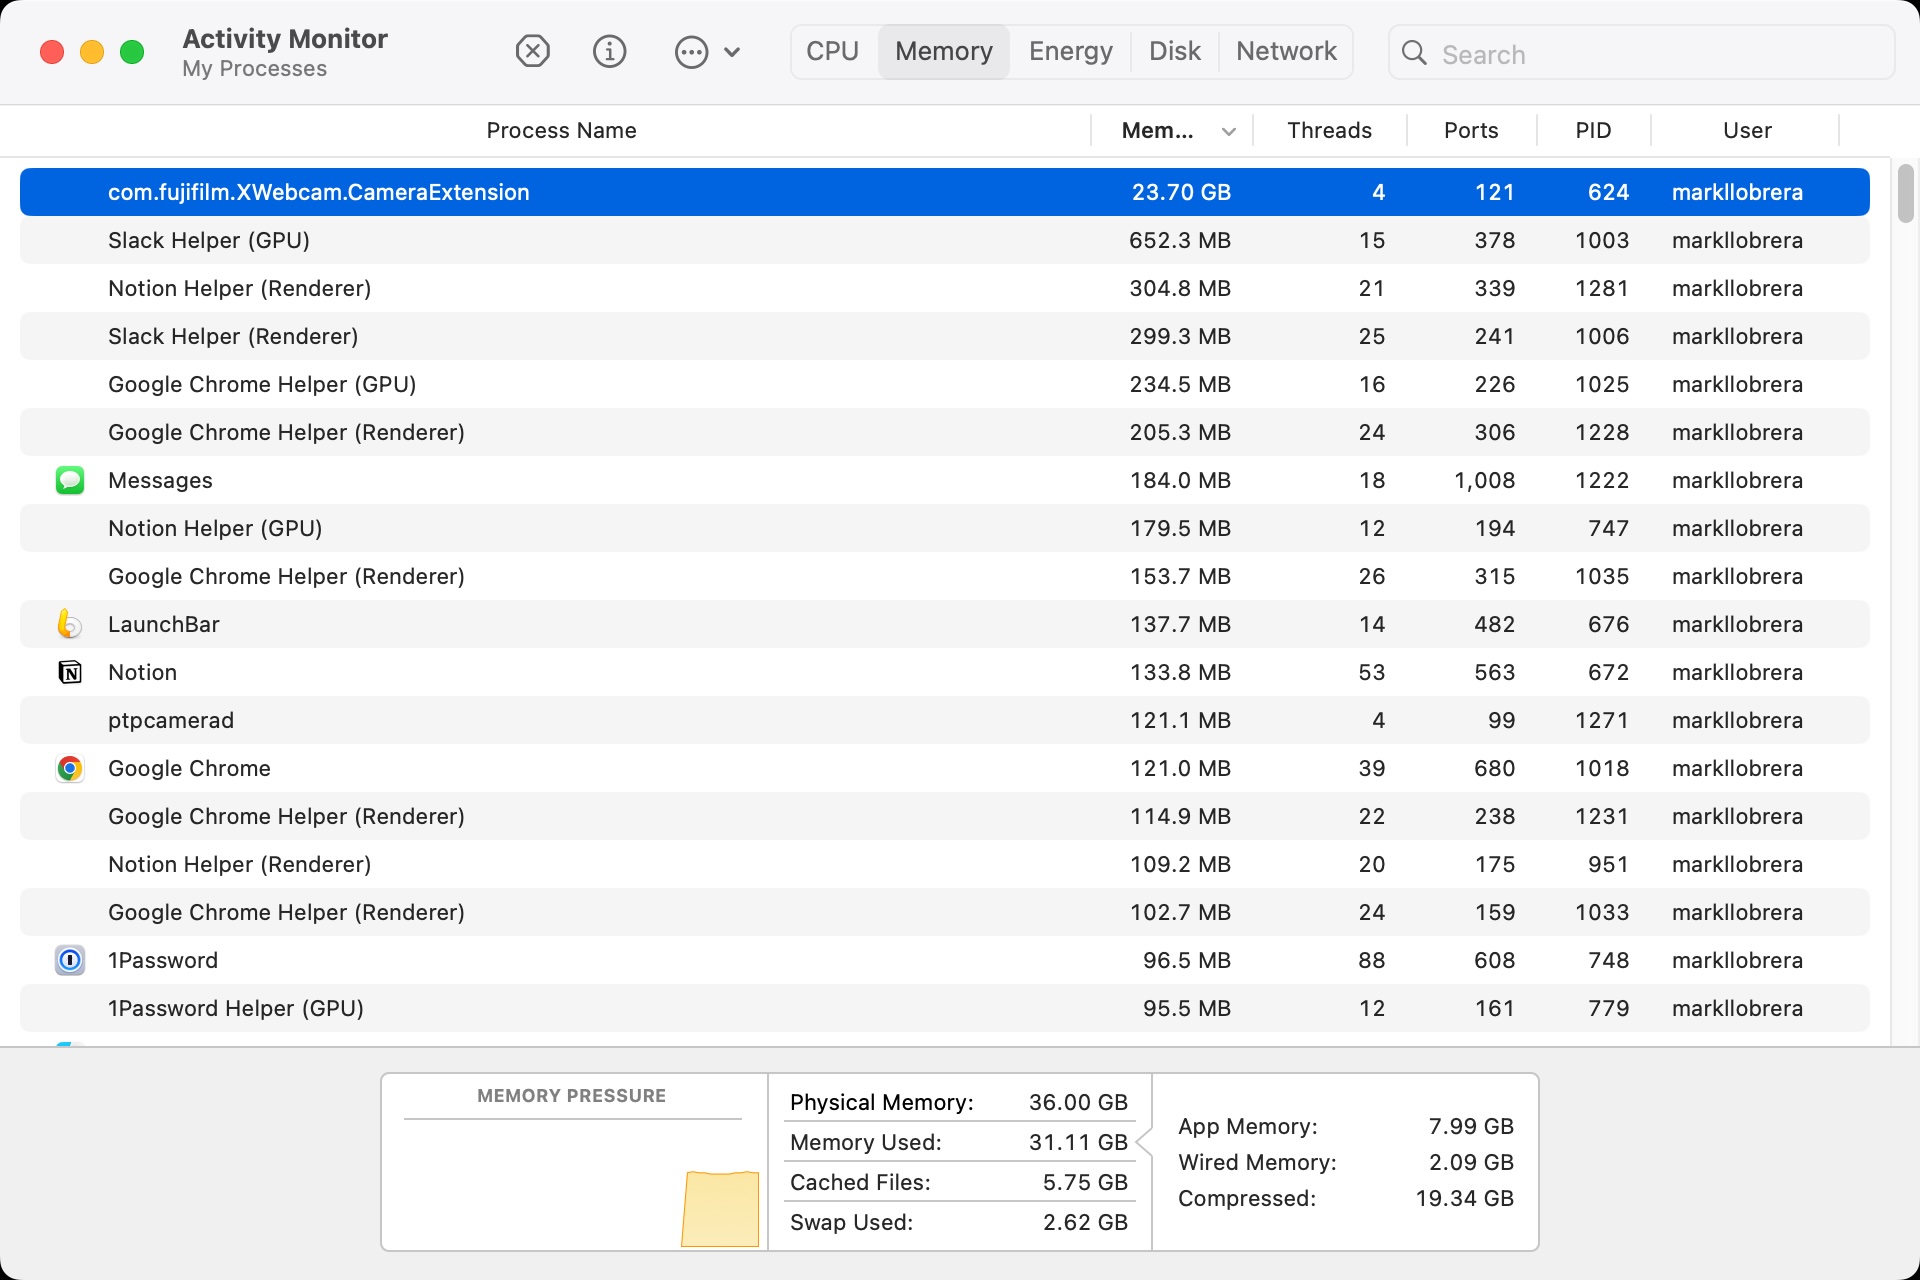 Activity Monitor
My Processes
CPU Memory Energy Disk Network
Search
Process Name Mem... Threads Ports PID User
com.fujifilm.XWebcam.CameraExtension 23.70 GB 4 121 624 markllobrera
Slack Helper (GPU) 652.3 MB 15 378 1003 markllobrera
Notion Helper (Renderer) 304.8 MB 21 339 1281 markllobrera
Slack Helper (Renderer) 299.3 MB 25 241 1006 markllobrera
Google Chrome Helper (GPU) 234.5 MB 16 226 1025 markllobrera
Google Chrome Helper (Renderer) 205.3 MB 24 306 1228 markllobrera
Messages 184.0 MB 18 1,008 1222 markllobrera
Notion Helper (GPU) 179.5 MB 12 194 747 markllobrera
Google Chrome Helper (Renderer) 153.7 MB 26 315 1035 markllobrera
LaunchBar 137.7 MB 14 482 676 markllobrera
Notion 133.8 MB 53 563 672 markllobrera
ptpcamerad 121.1 MB 4 99 1271 markllobrera
Google Chrome 121.0 MB 39 680 1018 markllobrera
Google Chrome Helper (Renderer) 114.9 MB 22 238 1231 markllobrera
Notion Helper (Renderer) 109.2 MB 20 175 951 markllobrera
Google Chrome Helper (Renderer) 102.7 MB 24 159 1033 markllobrera
1Password 96.5 MB 88 608 748 markllobrera
1Password Helper (GPU) 95.5 MB 12 161 779 markllobrera
MEMORY PRESSURE
Physical Memory: 36.00 GB
Memory Used: 31.11 GB
Cached Files: 5.75 GB
Swap Used: 2.62 GB
App Memory: 7.99 GB
Wired Memory: 2.09 GB
Compressed: 19.34 GB